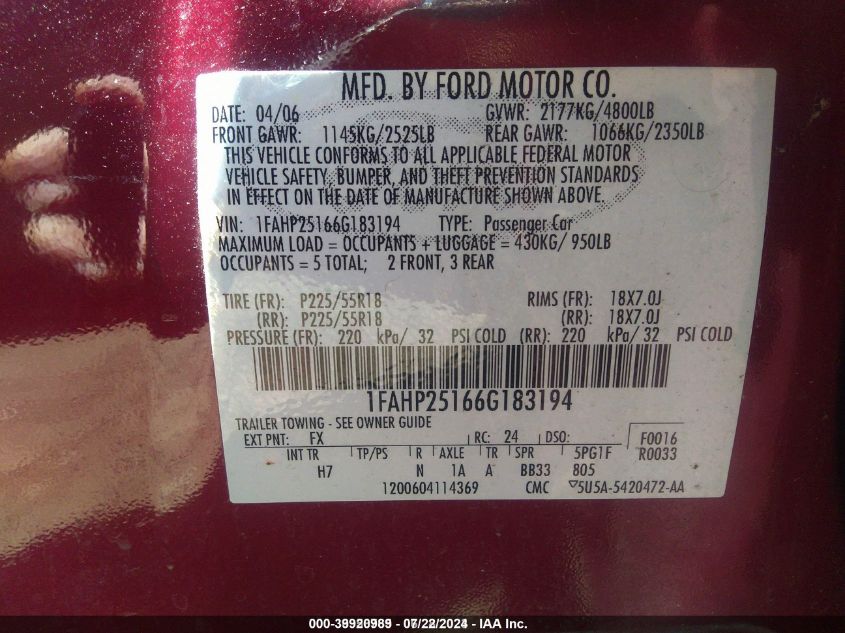 MFD. BY FORD MOTOR CO.
DATE: 04/06 GVWR: 2177KG/4800LB
FRONT GAWR: 1145KG/2525LB REAR GAWR: 1066KG/2350LB
THIS VEHICLE CONFORMS TO ALL APPLICABLE FEDERAL MOTOR
VEHICLE SAFETY, BUMPER, AND THEFT PREVENTION STANDARDS
IN EFFECT ON THE DATE OF MANUFACTURE SHOWN ABOVE.
VIN: 1FAHP25166G183194 TYPE: Passenger Car
MAXIMUM LOAD = OCCUPANTS + LUGGAGE = 430KG/ 950LB
OCCUPANTS = 5 TOTAL; 2 FRONT, 3 REAR
TIRE (FR): P225/55R18 RIMS (FR): 18X7.0J
(RR): P225/55R18 (RR): 18X7.0J
PRESSURE (FR): 220 kPa/ 32 PSI COLD (RR): 220 kPa/ 32 PSI COLD
1FAHP25166G183194
TRAILER TOWING - SEE OWNER GUIDE
EXT PNT: FX RC: 24 DSO: F0016
INT TR TP/PS R AXLE TR SPR 5PG1F R0033
H7 N 1A A BB33 805
1200604114369 CMC ▽5U5A-5420472-AA
07/22/2024 - IAA Inc.